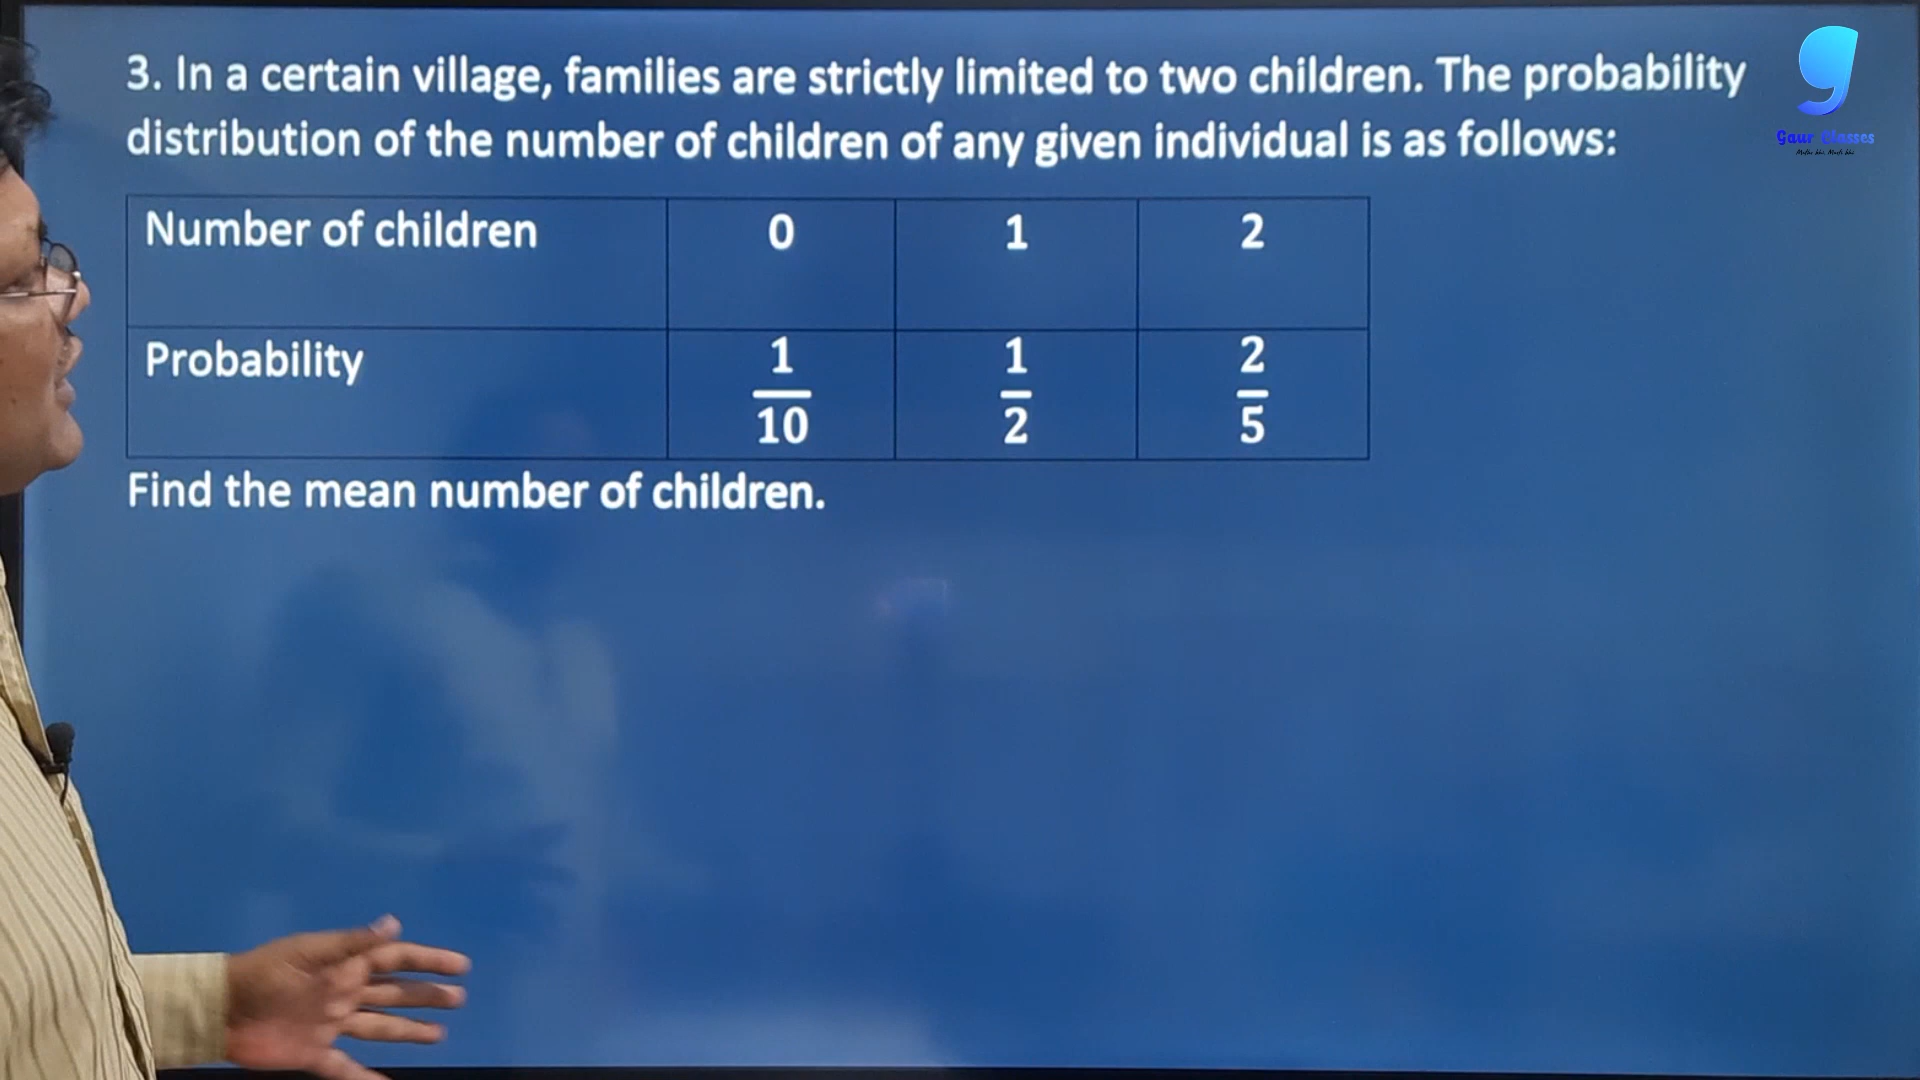 3. In a certain village, families are strictly limited to two children. The probability
distribution of the number of children of any given individual is as follows:
Gaur Classes
Number of children 0 1 2
Probability 1/10 1/2 2/5
Find the mean number of children.